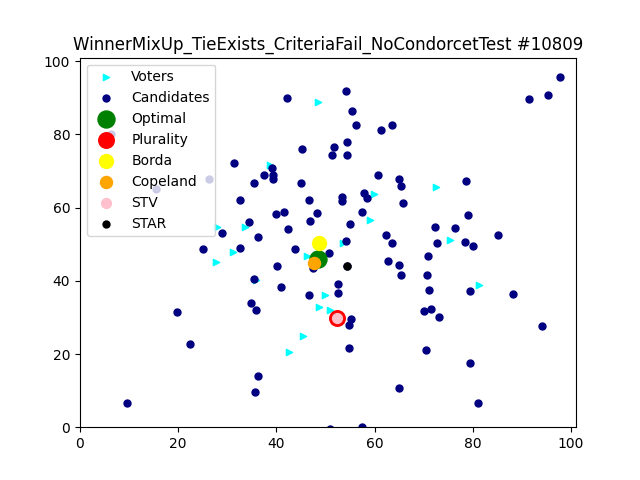 WinnerMixUp_TieExists_CriteriaFail_NoCondorcetTest #10809
100
80
60
40
20
0
Voters
Candidates
Optimal
Plurality
Borda
Copeland
STV
STAR
0 20 40 60 80 100